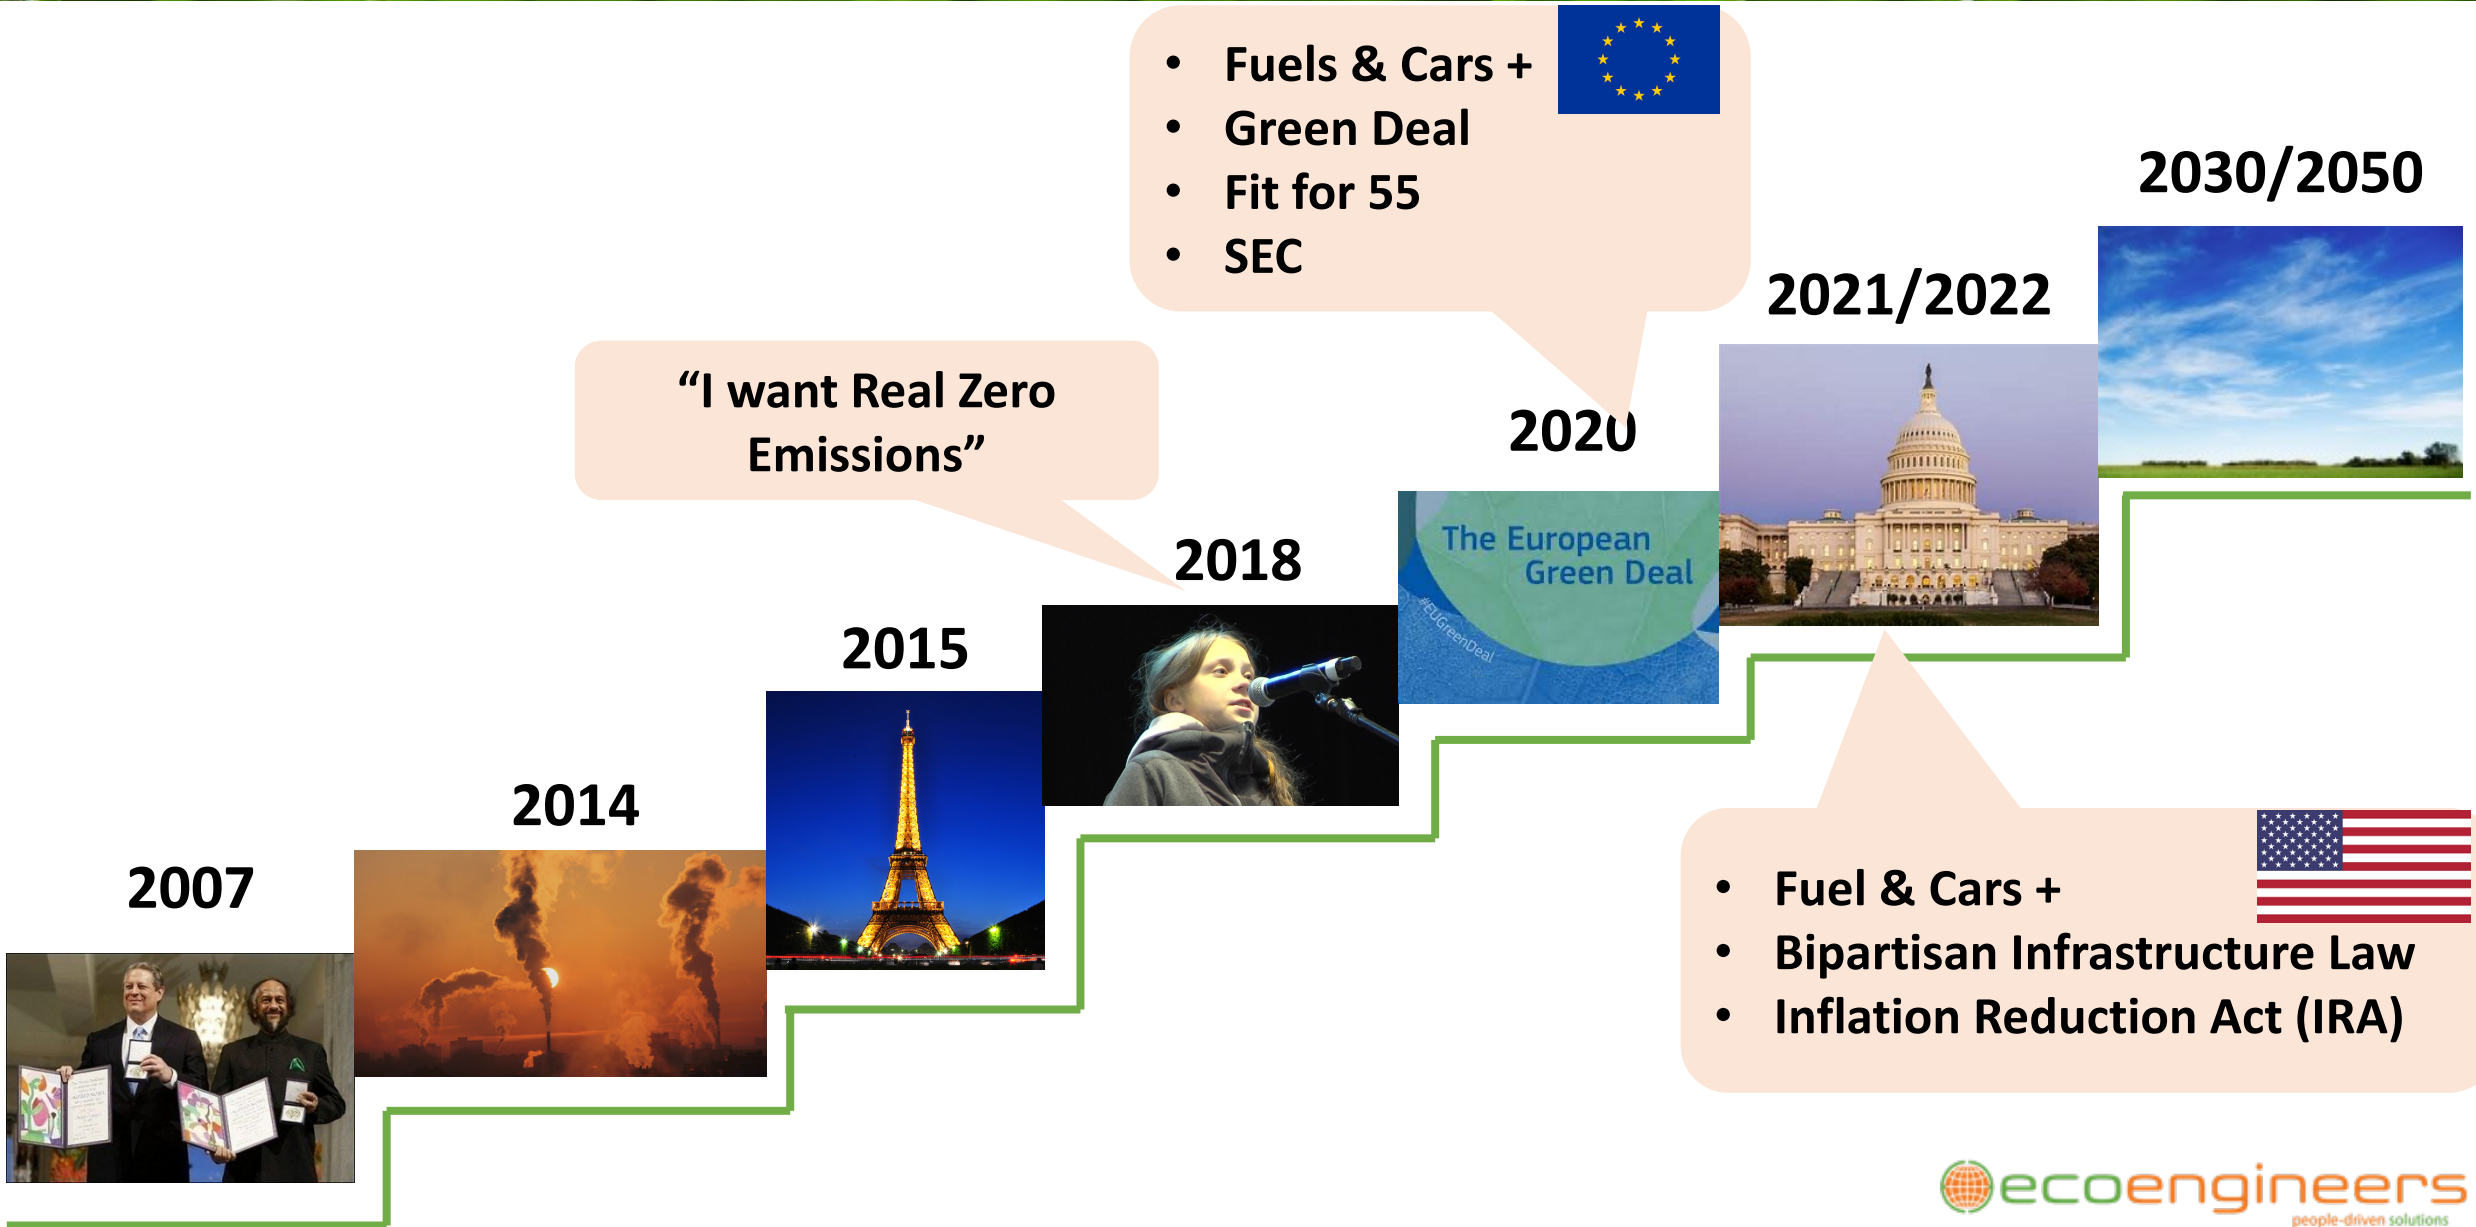 • Fuels & Cars +
• Green Deal
• Fit for 55
• SEC
2030/2050
2021/2022
“I want Real Zero
Emissions”
2020
2018
The European
Green Deal
#EUGreenDeal
2015
2014
2007
• Fuel & Cars +
• Bipartisan Infrastructure Law
• Inflation Reduction Act (IRA)
ecoengineers
people-driven solutions